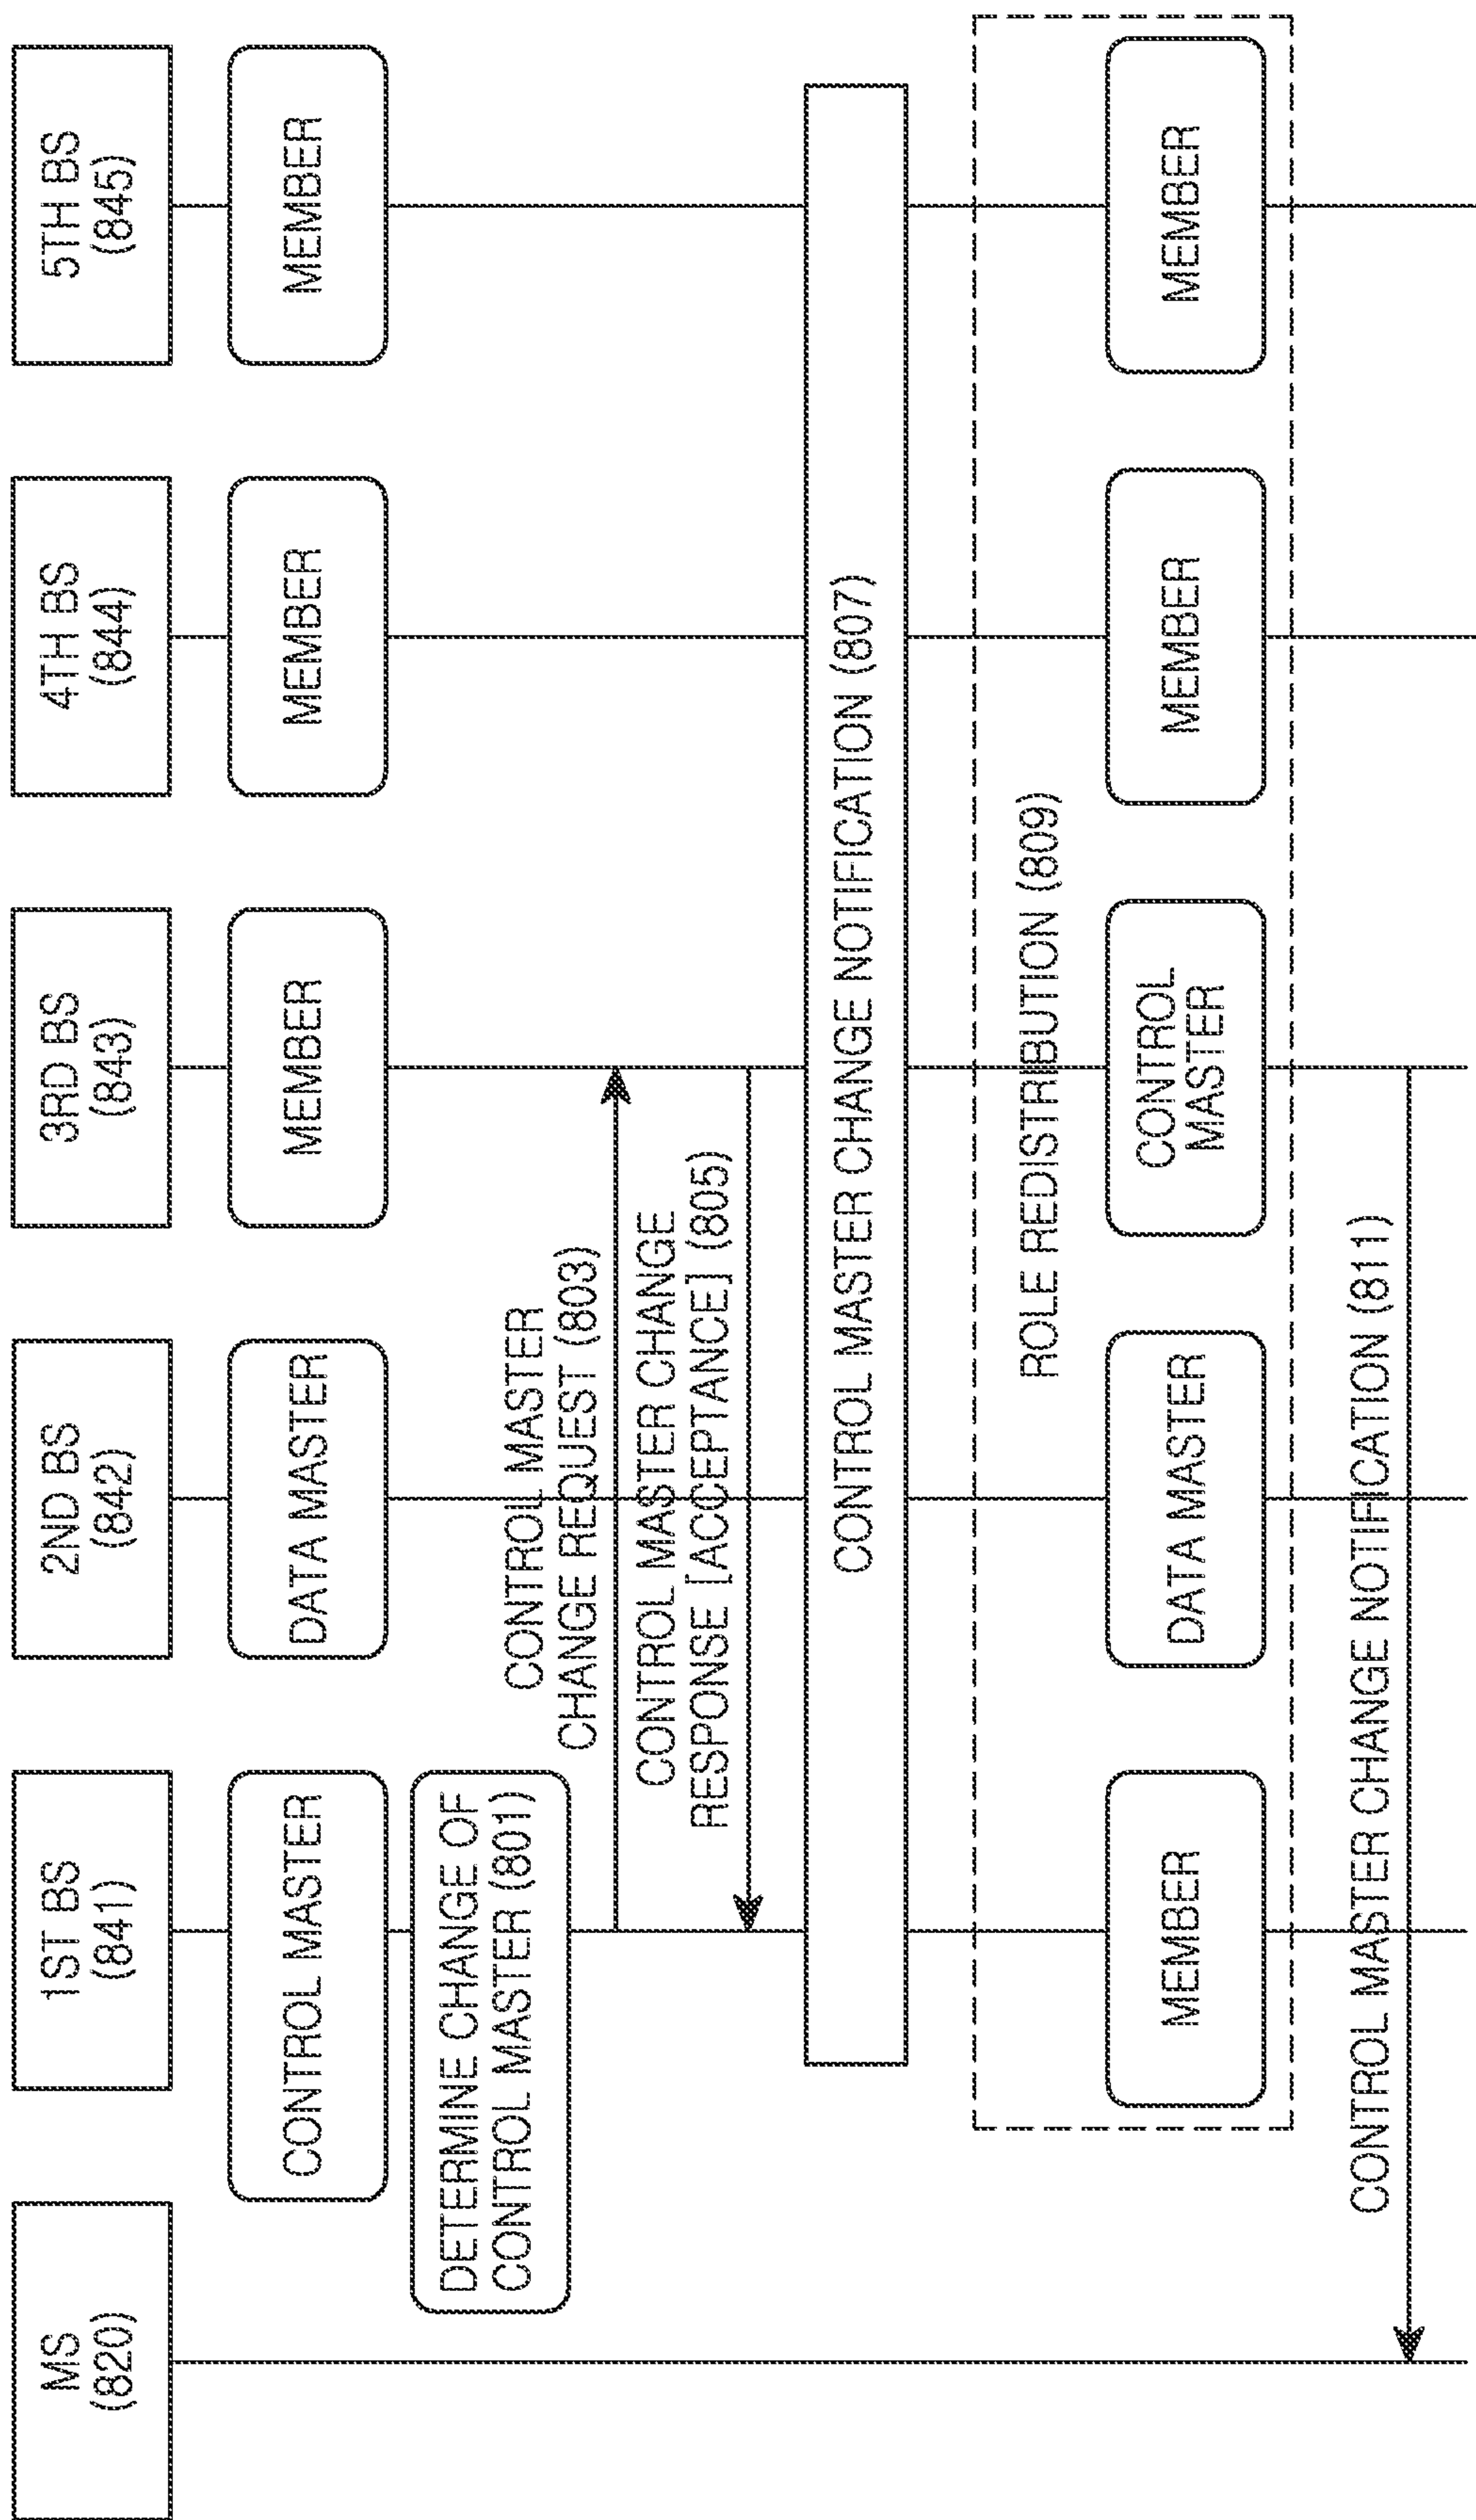 MS
(820)
1ST BS
(841)
2ND BS
(842)
3RD BS
(843)
4TH BS
(844)
5TH BS
(845)
CONTROL MASTER
DATA MASTER
MEMBER
MEMBER
MEMBER
DETERMINE CHANGE OF
CONTROL MASTER (801)
CONTROL MASTER
CHANGE REQUEST (803)
CONTROL MASTER CHANGE
RESPONSE [ACCEPTANCE] (805)
CONTROL MASTER CHANGE NOTIFICATION (807)
ROLE REDISTRIBUTION (809)
MEMBER
DATA MASTER
CONTROL
MASTER
MEMBER
MEMBER
CONTROL MASTER CHANGE NOTIFICATION (811)